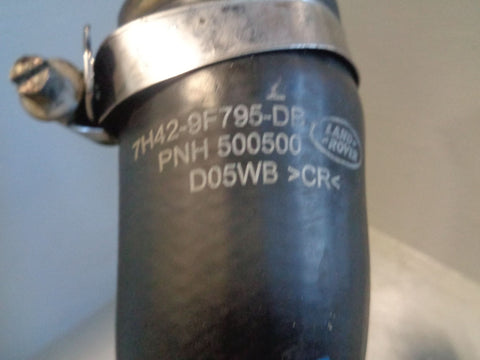 7H42-9F795-DB
LAND
ROVER
PNH 500500
D05WB >CR<